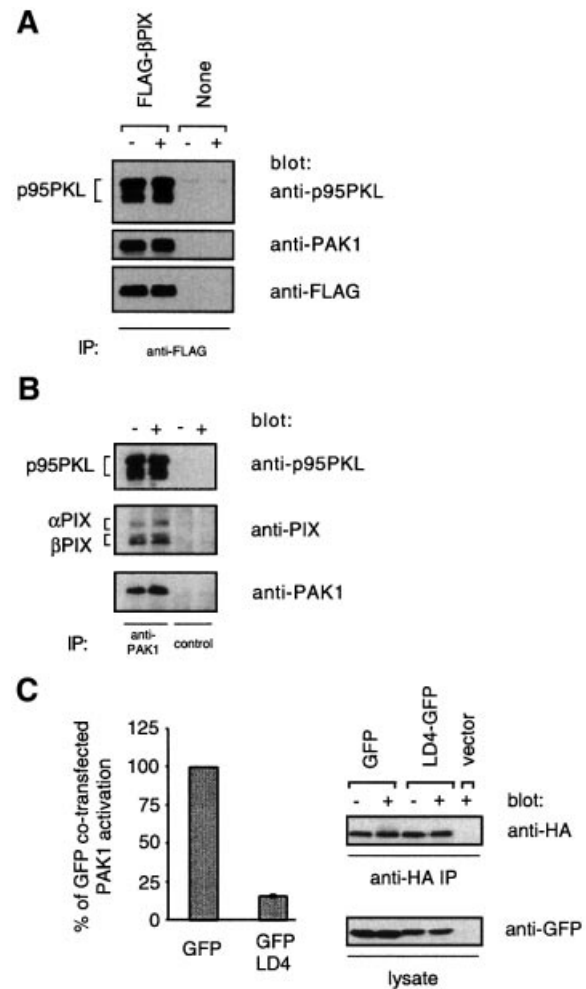 A
FLAG-βPIX
None
- + - +
blot:
p95PKL
anti-p95PKL
anti-PAK1
anti-FLAG
IP:
anti-FLAG
B
- + - +
blot:
p95PKL
anti-p95PKL
αPIX
βPIX
anti-PIX
anti-PAK1
IP:
anti-
PAK1
control
C
% of GFP co-transfected
PAK1 activation
125
100
75
50
25
0
GFP
GFP
LD4
GFP
LD4-GFP
vector
- + - + +
blot:
anti-HA
anti-HA IP
anti-GFP
lysate